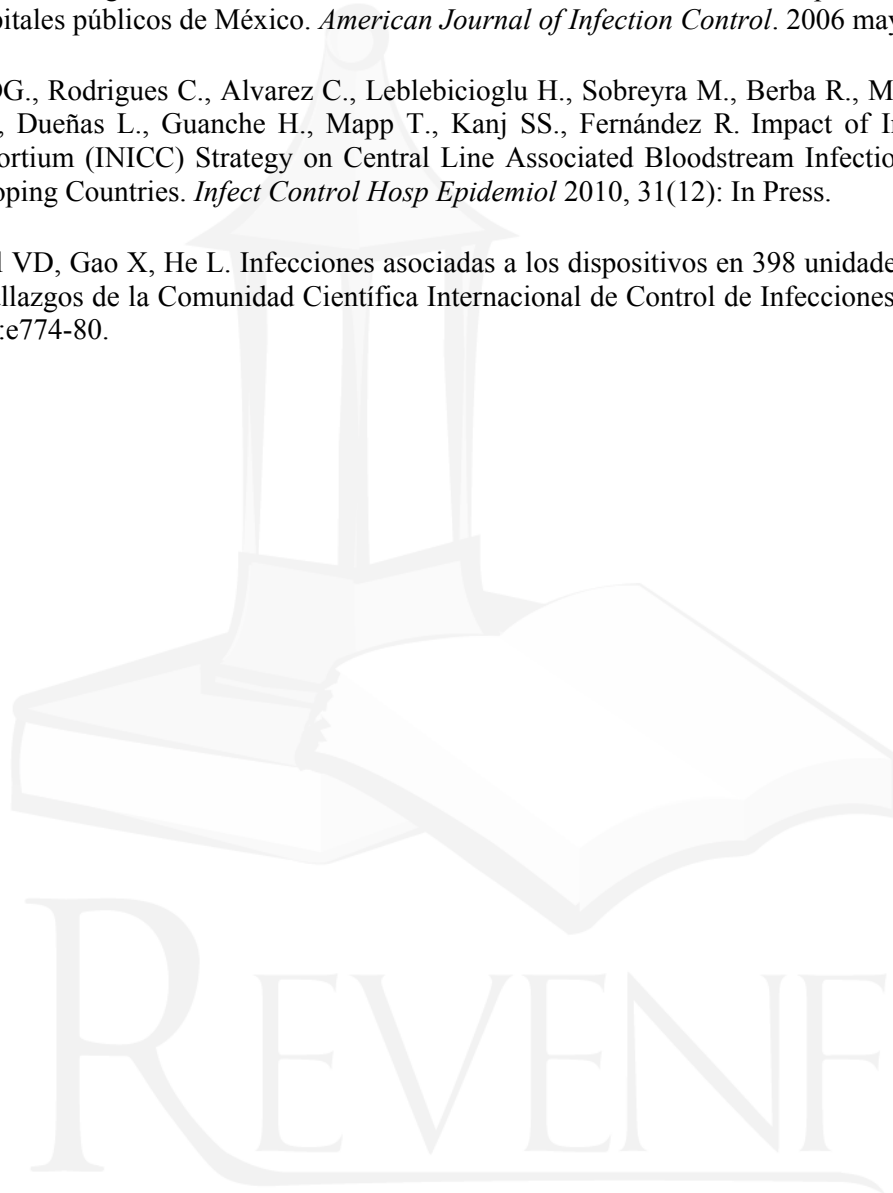 pitales públicos de México. American Journal of Infection Control. 2006 may
OG., Rodrigues C., Alvarez C., Leblebicioglu H., Sobreyra M., Berba R., M
, Dueñas L., Guanche H., Mapp T., Kanj SS., Fernández R. Impact of I
ortium (INICC) Strategy on Central Line Associated Bloodstream Infectio
oping Countries. Infect Control Hosp Epidemiol 2010, 31(12): In Press.
l VD, Gao X, He L. Infecciones asociadas a los dispositivos en 398 unidade
allazgos de la Comunidad Científica Internacional de Control de Infecciones
:e774-80.
REVENF